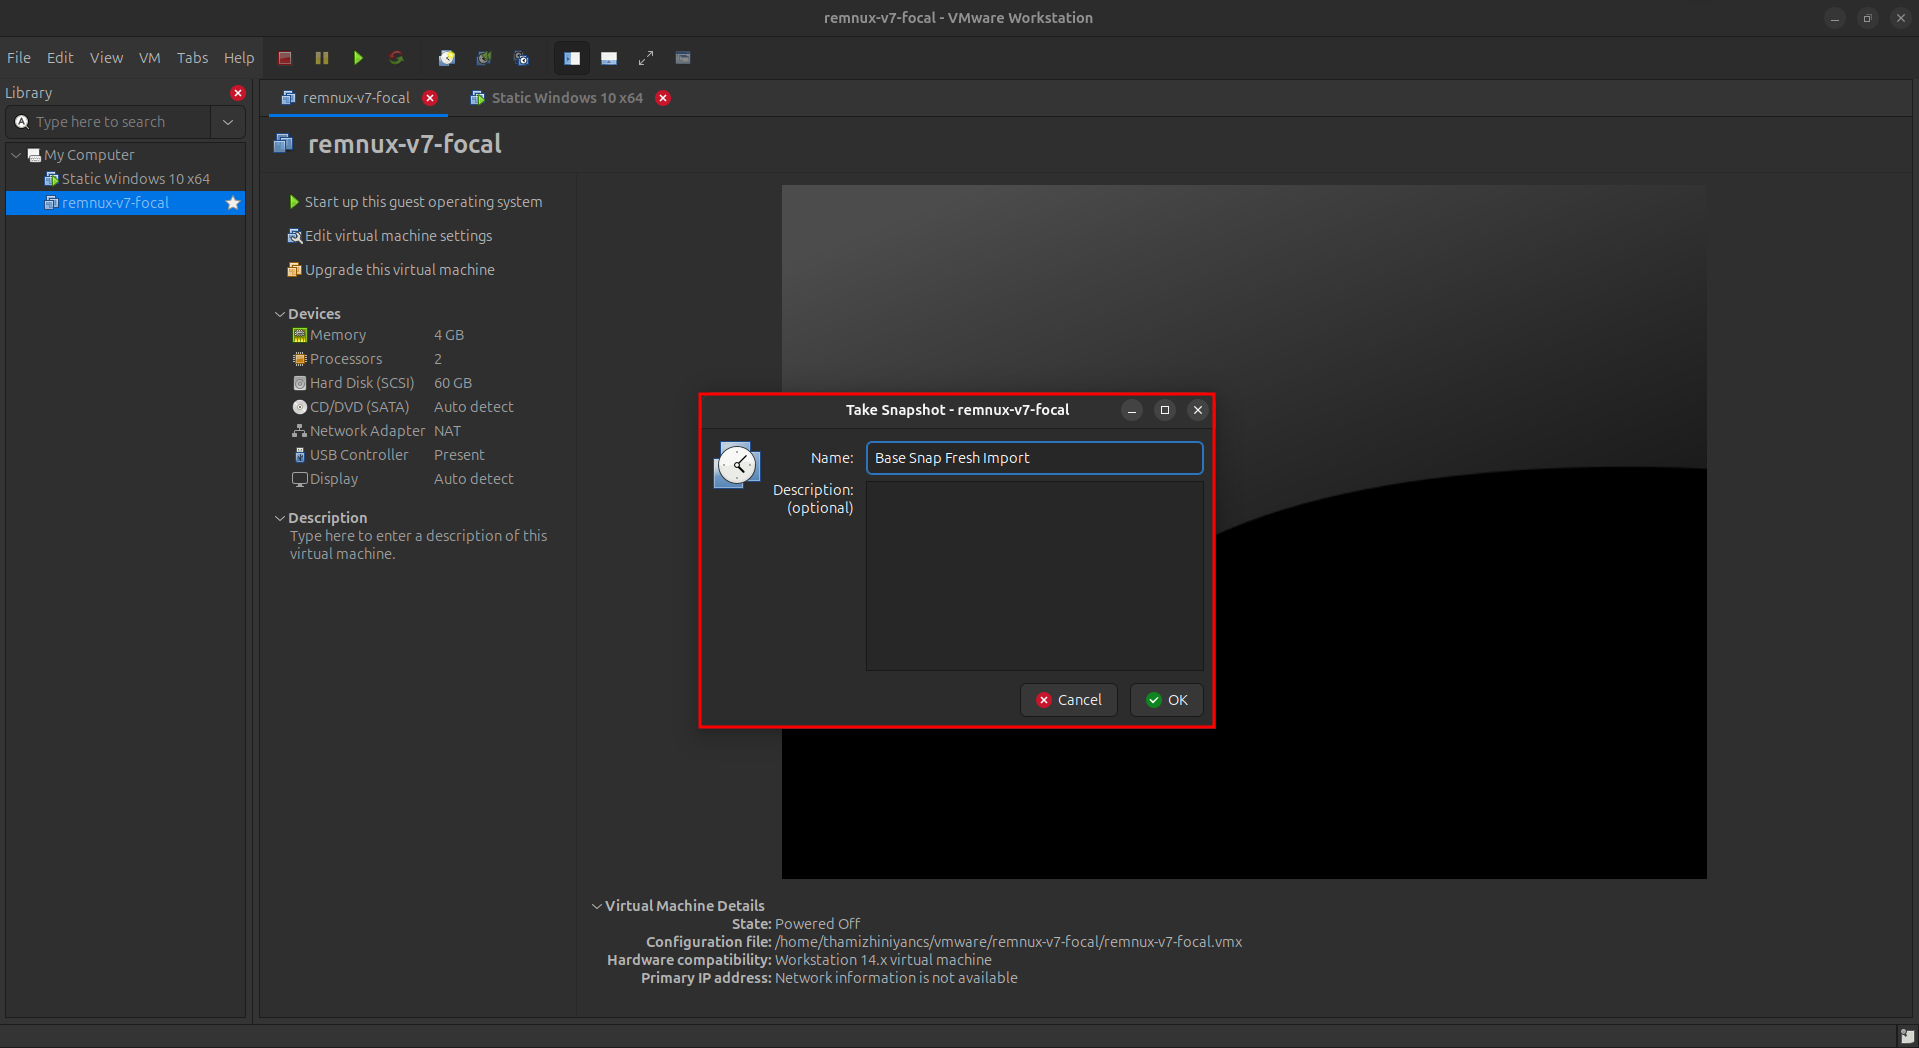 remnux-v7-focal - VMware Workstation
File Edit View VM Tabs Help
Library
Type here to search
My Computer
Static Windows 10 x64
remnux-v7-focal
remnux-v7-focal
Static Windows 10 x64
remnux-v7-focal
Start up this guest operating system
Edit virtual machine settings
Upgrade this virtual machine
Devices
Memory 4 GB
Processors 2
Hard Disk (SCSI) 60 GB
CD/DVD (SATA) Auto detect
Network Adapter NAT
USB Controller Present
Display Auto detect
Description
Type here to enter a description of this
virtual machine.
Take Snapshot - remnux-v7-focal
Name: Base Snap Fresh Import
Description:
(optional)
Cancel OK
Virtual Machine Details
State: Powered Off
Configuration file: /home/thamizhiniyancs/vmware/remnux-v7-focal/remnux-v7-focal.vmx
Hardware compatibility: Workstation 14.x virtual machine
Primary IP address: Network information is not available